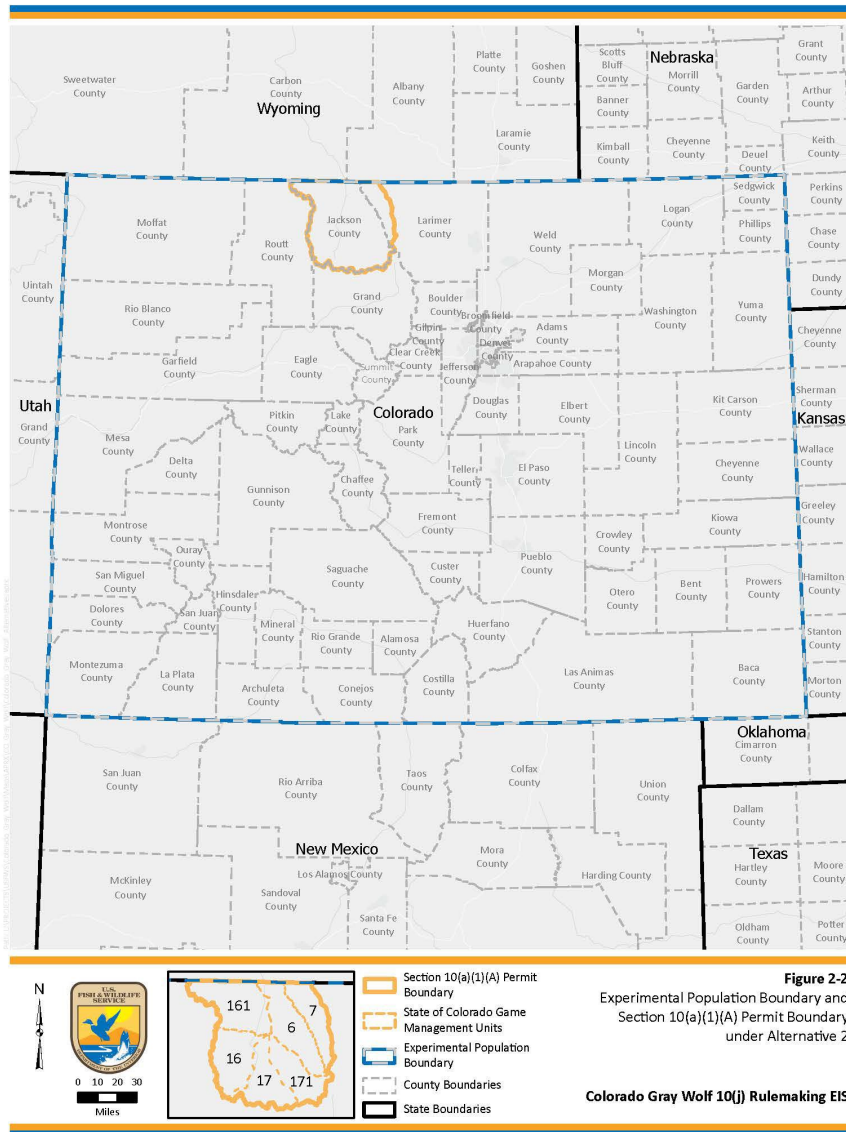 Platte
County
Goshen
County
Scotts
Bluff
County
Nebraska
Grant
County
Sweetwater
County
Carbon
County
Albany
County
Morrill
County
Garden
County
Arthur
County
Wyoming
Banner
County
Laramie
County
Kimball
County
Cheyenne
County
Deuel
County
Keith
County
Moffat
County
Jackson
County
Larimer
County
Logan
County
Sedgwick
County
Perkins
County
Routt
County
Weld
County
Phillips
County
Chase
County
Uintah
County
Morgan
County
Dundy
County
Rio Blanco
County
Grand
County
Boulder
County
Broomfield
County
Washington
County
Yuma
County
Gilpin
County
Adams
County
Cheyenne
County
Garfield
County
Eagle
County
Summit
County
Clear Creek
County
Denver
County
Jefferson
County
Arapahoe County
Utah
Grand
County
Mesa
County
Pitkin
County
Lake
County
Colorado
Park
County
Douglas
County
Elbert
County
Kit Carson
County
Sherman
County
Kansas
Delta
County
Gunnison
County
Chaffee
County
Teller
County
El Paso
County
Lincoln
County
Cheyenne
County
Wallace
County
Montrose
County
Fremont
County
Crowley
County
Kiowa
County
Greeley
County
Ouray
County
San Miguel
County
Saguache
County
Custer
County
Pueblo
County
Otero
County
Bent
County
Prowers
County
Hamilton
County
Dolores
County
San Juan
County
Hinsdaler
County
Mineral
County
Rio Grande
County
Alamosa
County
Huerfano
County
Stanton
County
Montezuma
County
La Plata
County
Archuleta
County
Conejos
County
Costilla
County
Las Animas
County
Baca
County
Morton
County
San Juan
County
Rio Arriba
County
Taos
County
Colfax
County
Union
County
Oklahoma
Cimarron
County
Dallam
County
New Mexico
Los Alamos County
Mora
County
Harding County
Texas
Hartley
County
Moore
County
McKinley
County
Sandoval
County
Santa Fe
County
Oldham
County
Potter
County
N
U.S.
FISH & WILDLIFE
SERVICE
DEPARTMENT OF THE INTERIOR
0 10 20 30
Miles
161
7
6
16
17
171
Section 10(a)(1)(A) Permit
Boundary
State of Colorado Game
Management Units
Experimental Population
Boundary
County Boundaries
State Boundaries
Figure 2-2
Experimental Population Boundary and
Section 10(a)(1)(A) Permit Boundary
under Alternative 2
Colorado Gray Wolf 10(j) Rulemaking EIS